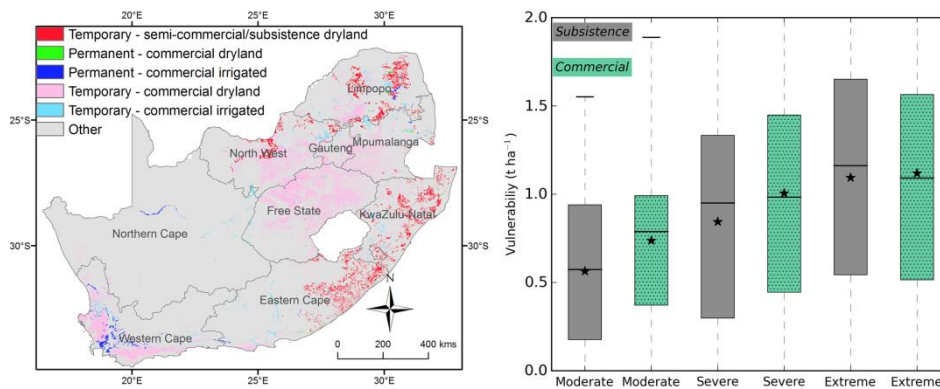 20°E 25°E 30°E
Temporary - semi-commercial/subsistence dryland
Permanent - commercial dryland
Permanent - commercial irrigated
Temporary - commercial dryland
Temporary - commercial irrigated
Other
25°S
25°S
30°S
30°S
Limpopo
Mpumalanga
Gauteng
North West
Free State
KwaZulu-Natal
Northern Cape
Eastern Cape
Western Cape
N
0 200 400 kms
20°E 25°E 30°E
Vulnerabiliy (t ha⁻¹)
2.0
1.5
1.0
0.5
0.0
Subsistence
Commercial
Moderate Moderate Severe Severe Extreme Extreme